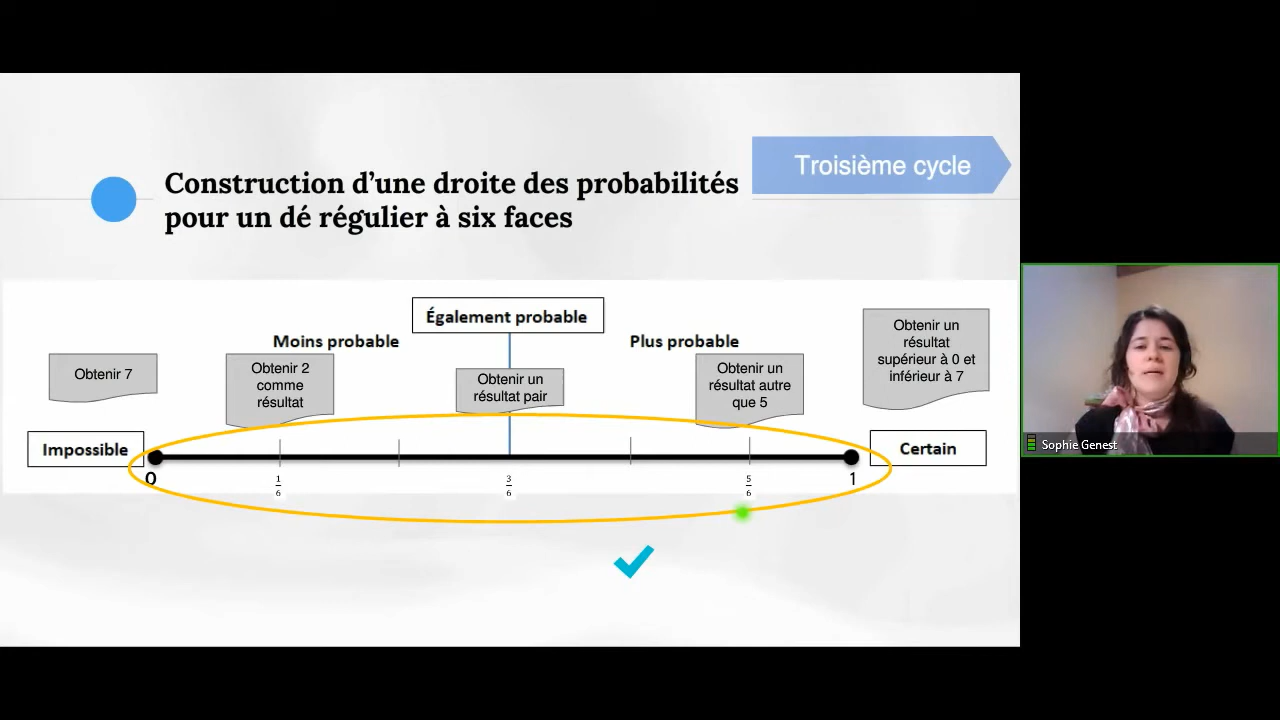 Troisième cycle
Construction d’une droite des probabilités
pour un dé régulier à six faces
Également probable
Moins probable
Plus probable
Obtenir 7
Obtenir 2
comme
résultat
Obtenir un
résultat pair
Obtenir un
résultat autre
que 5
Obtenir un
résultat
supérieur à 0 et
inférieur à 7
Impossible
Certain
0
1
6
3
6
5
6
1
Sophie Genest